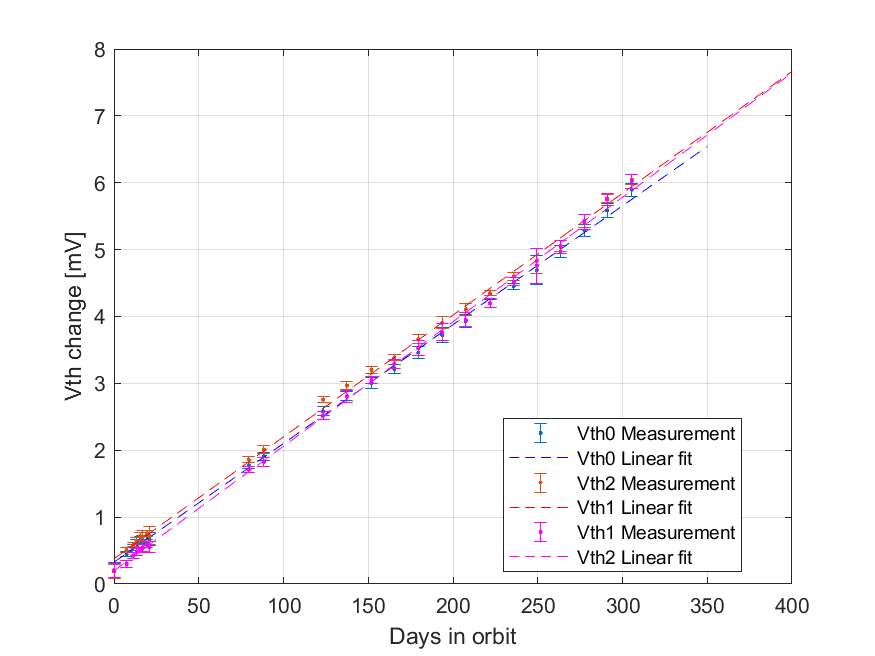 8
7
6
5
4
3
2
1
0
Vth change [mV]
Vth0 Measurement
Vth0 Linear fit
Vth2 Measurement
Vth1 Linear fit
Vth1 Measurement
Vth2 Linear fit
0 50 100 150 200 250 300 350 400
Days in orbit